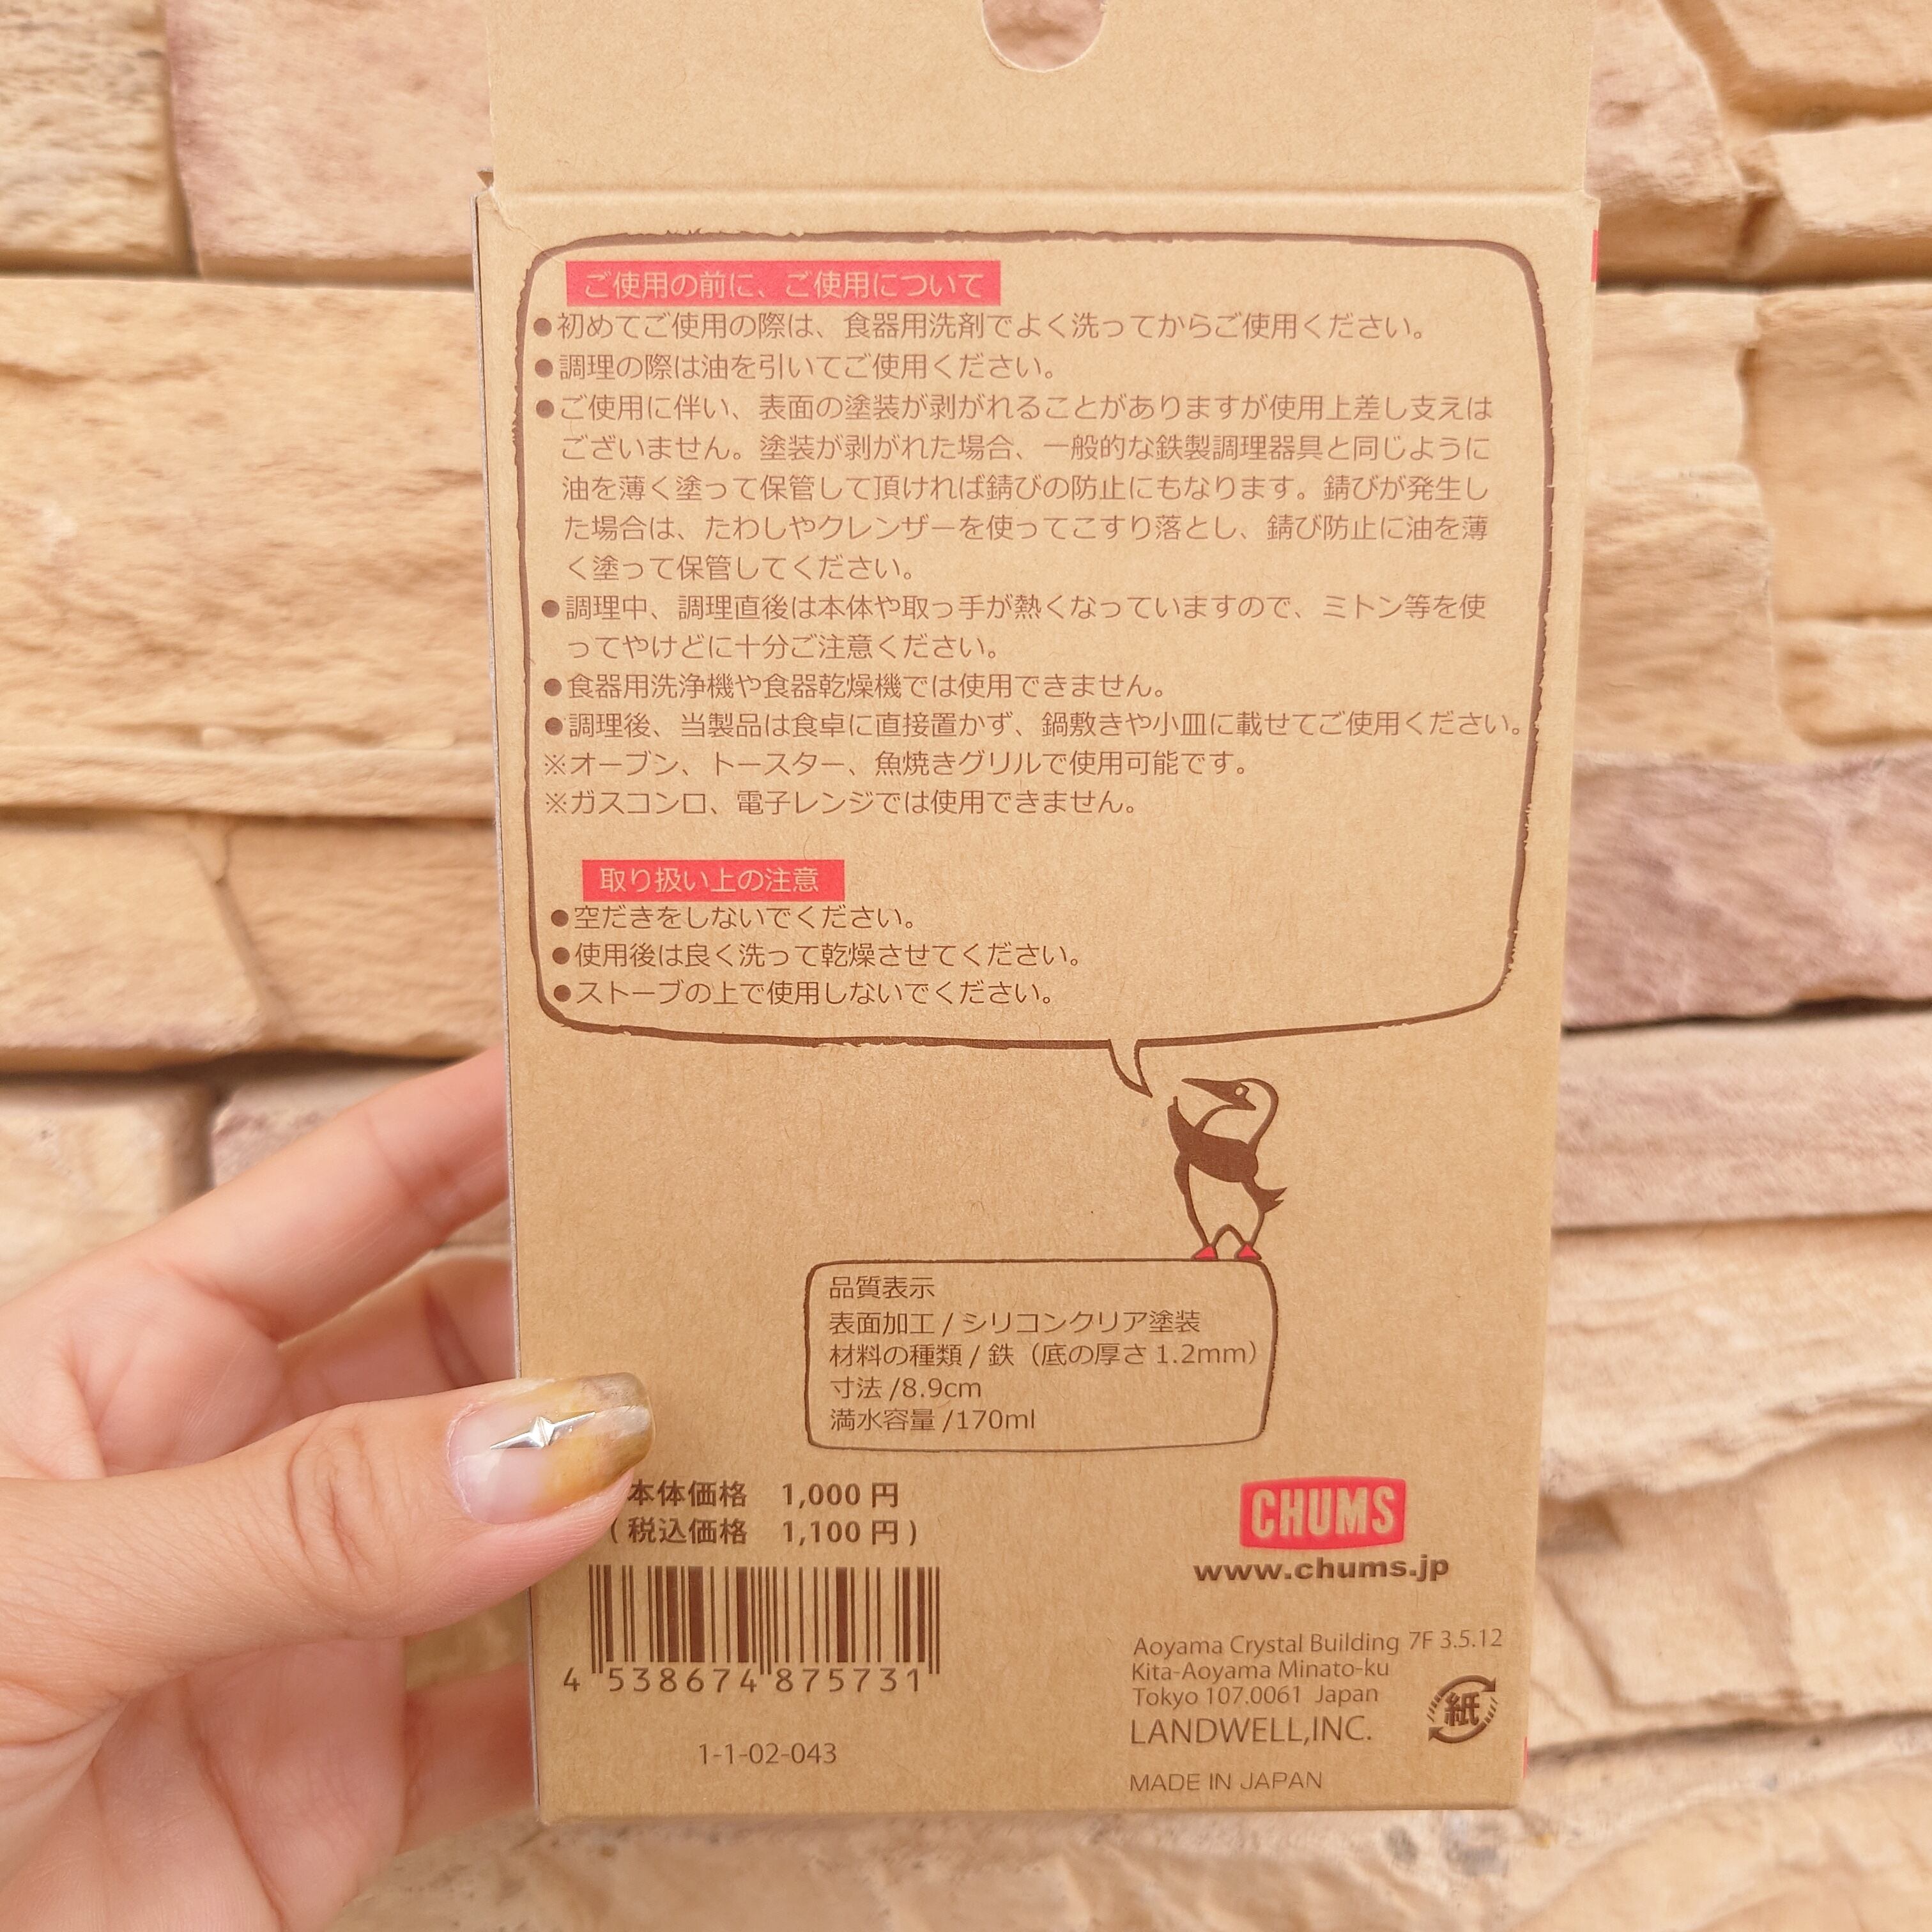 ご使用の前に、ご使用について
●初めてご使用の際は、食器用洗剤でよく洗ってからご使用ください。
●調理の際は油を引いてご使用ください。
●ご使用に伴い、表面の塗装が剥がれることがありますが使用上差し支えは
ございません。塗装が剥がれた場合、一般的な鉄製調理器具と同じように
油を薄く塗って保管して頂ければ錆びの防止にもなります。錆びが発生し
た場合は、たわしやクレンザーを使ってこすり落とし、錆び防止に油を薄
く塗って保管してください。
●調理中、調理直後は本体や取っ手が熱くなっていますので、ミトン等を使
ってやけどに十分ご注意ください。
●食器用洗浄機や食器乾燥機では使用できません。
●調理後、当製品は食卓に直接置かず、鍋敷きや小皿に載せてご使用ください。
※オーブン、トースター、魚焼きグリルで使用可能です。
※ガスコンロ、電子レンジでは使用できません。
取り扱い上の注意
●空だきをしないでください。
●使用後は良く洗って乾燥させてください。
●ストーブの上で使用しないでください。
品質表示
表面加工 / シリコンクリア塗装
材料の種類 / 鉄（底の厚さ 1.2mm）
寸法 /8.9cm
満水容量 /170ml
本体価格 1,000 円
( 税込価格 1,100 円 )
4 538674 875731
1-1-02-043
CHUMS
www.chums.jp
Aoyama Crystal Building 7F 3.5.12
Kita-Aoyama Minato-ku
Tokyo 107.0061 Japan
LANDWELL,INC.
紙
MADE IN JAPAN